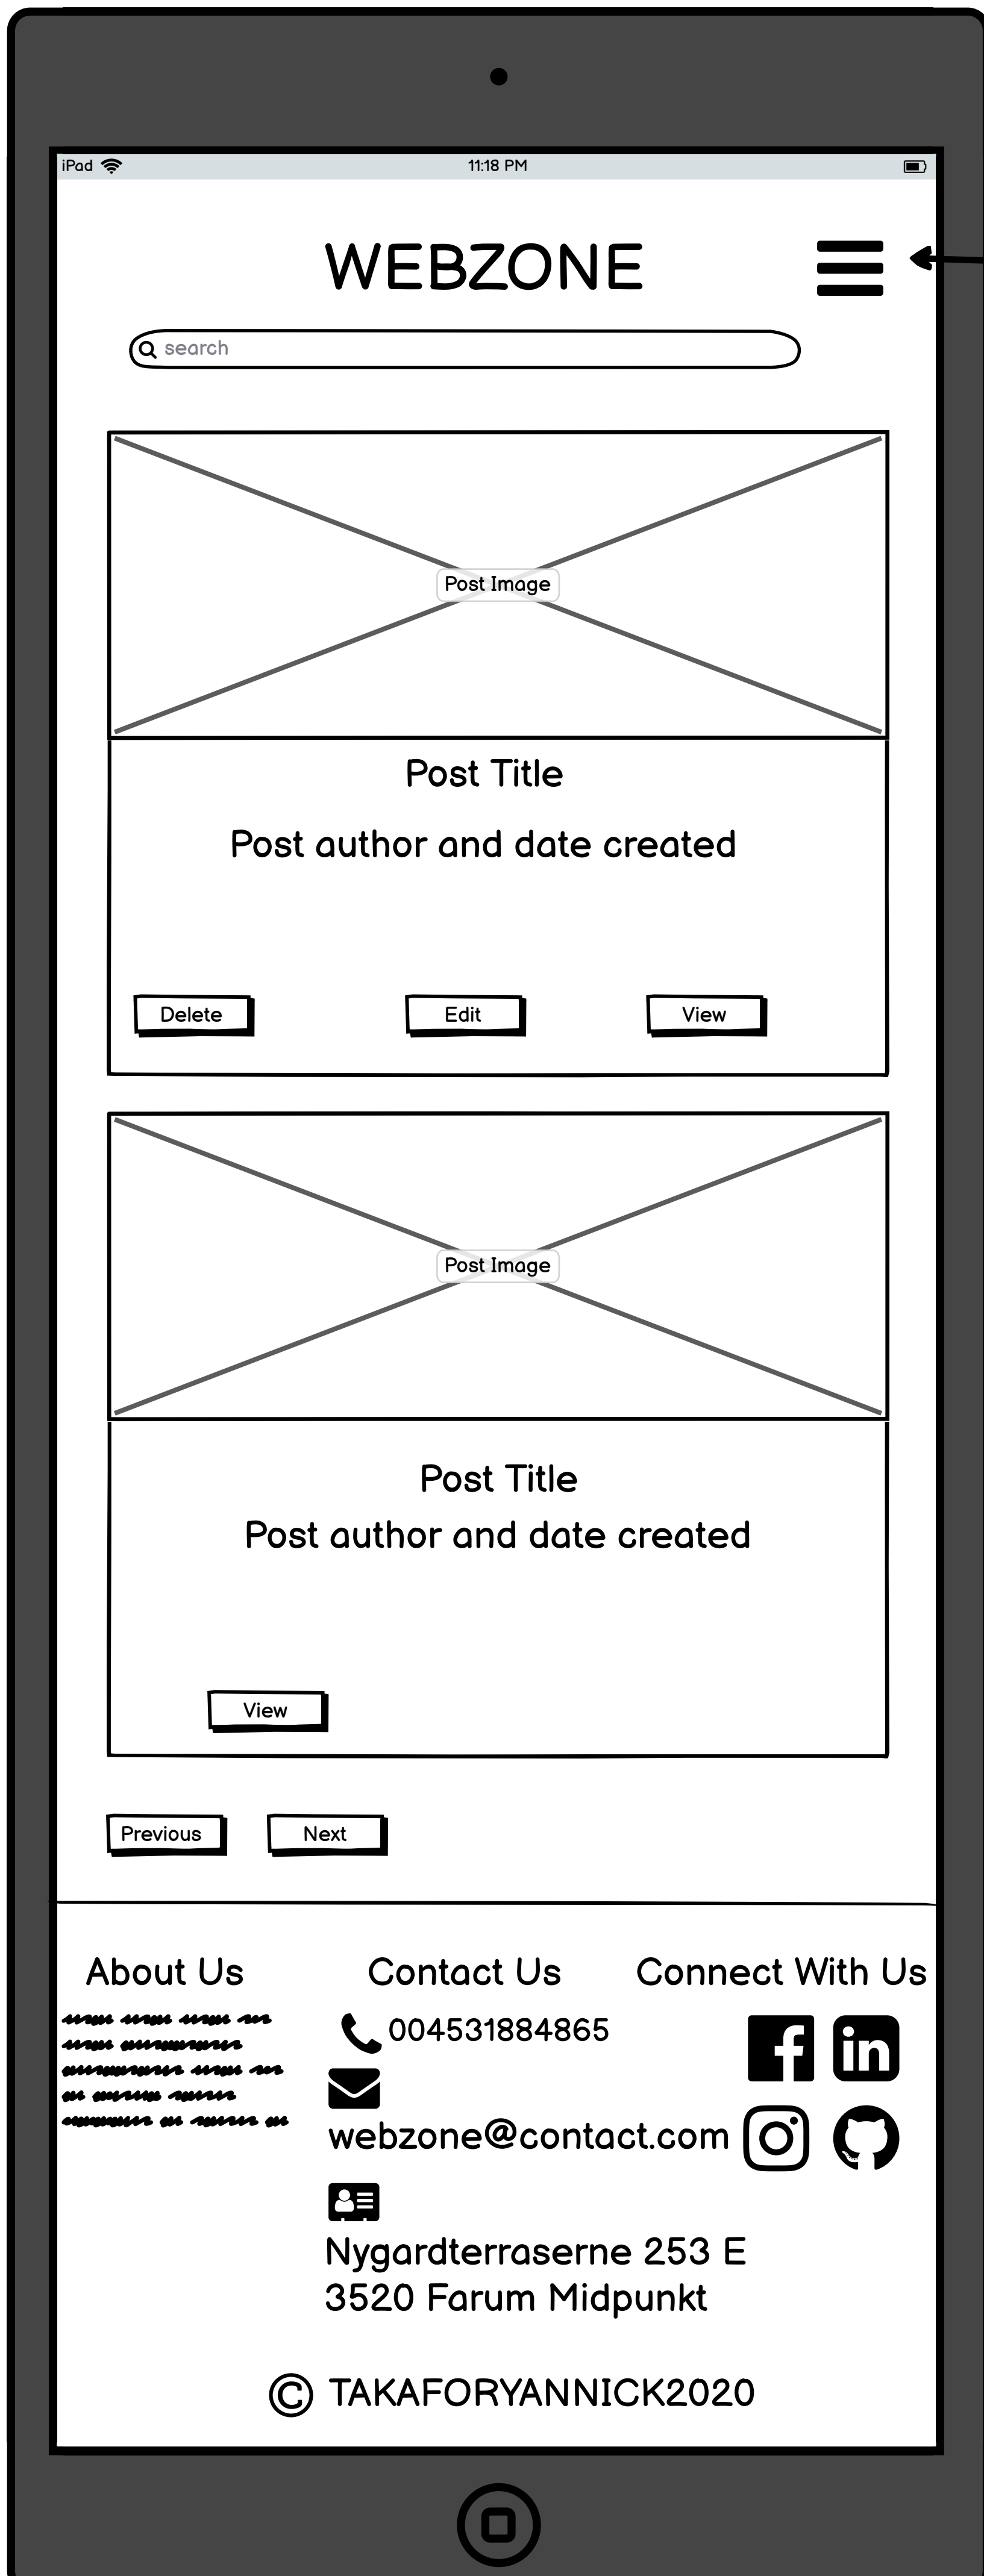 iPad 11:18 PM
WEBZONE
search
Post Image
Post Title
Post author and date created
Delete Edit View
Post Image
Post Title
Post author and date created
View
Previous Next
About Us Contact Us Connect With Us
004531884865
webzone@contact.com
Nygardterraserne 253 E
3520 Farum Midpunkt
© TAKAFORYANNICK2020